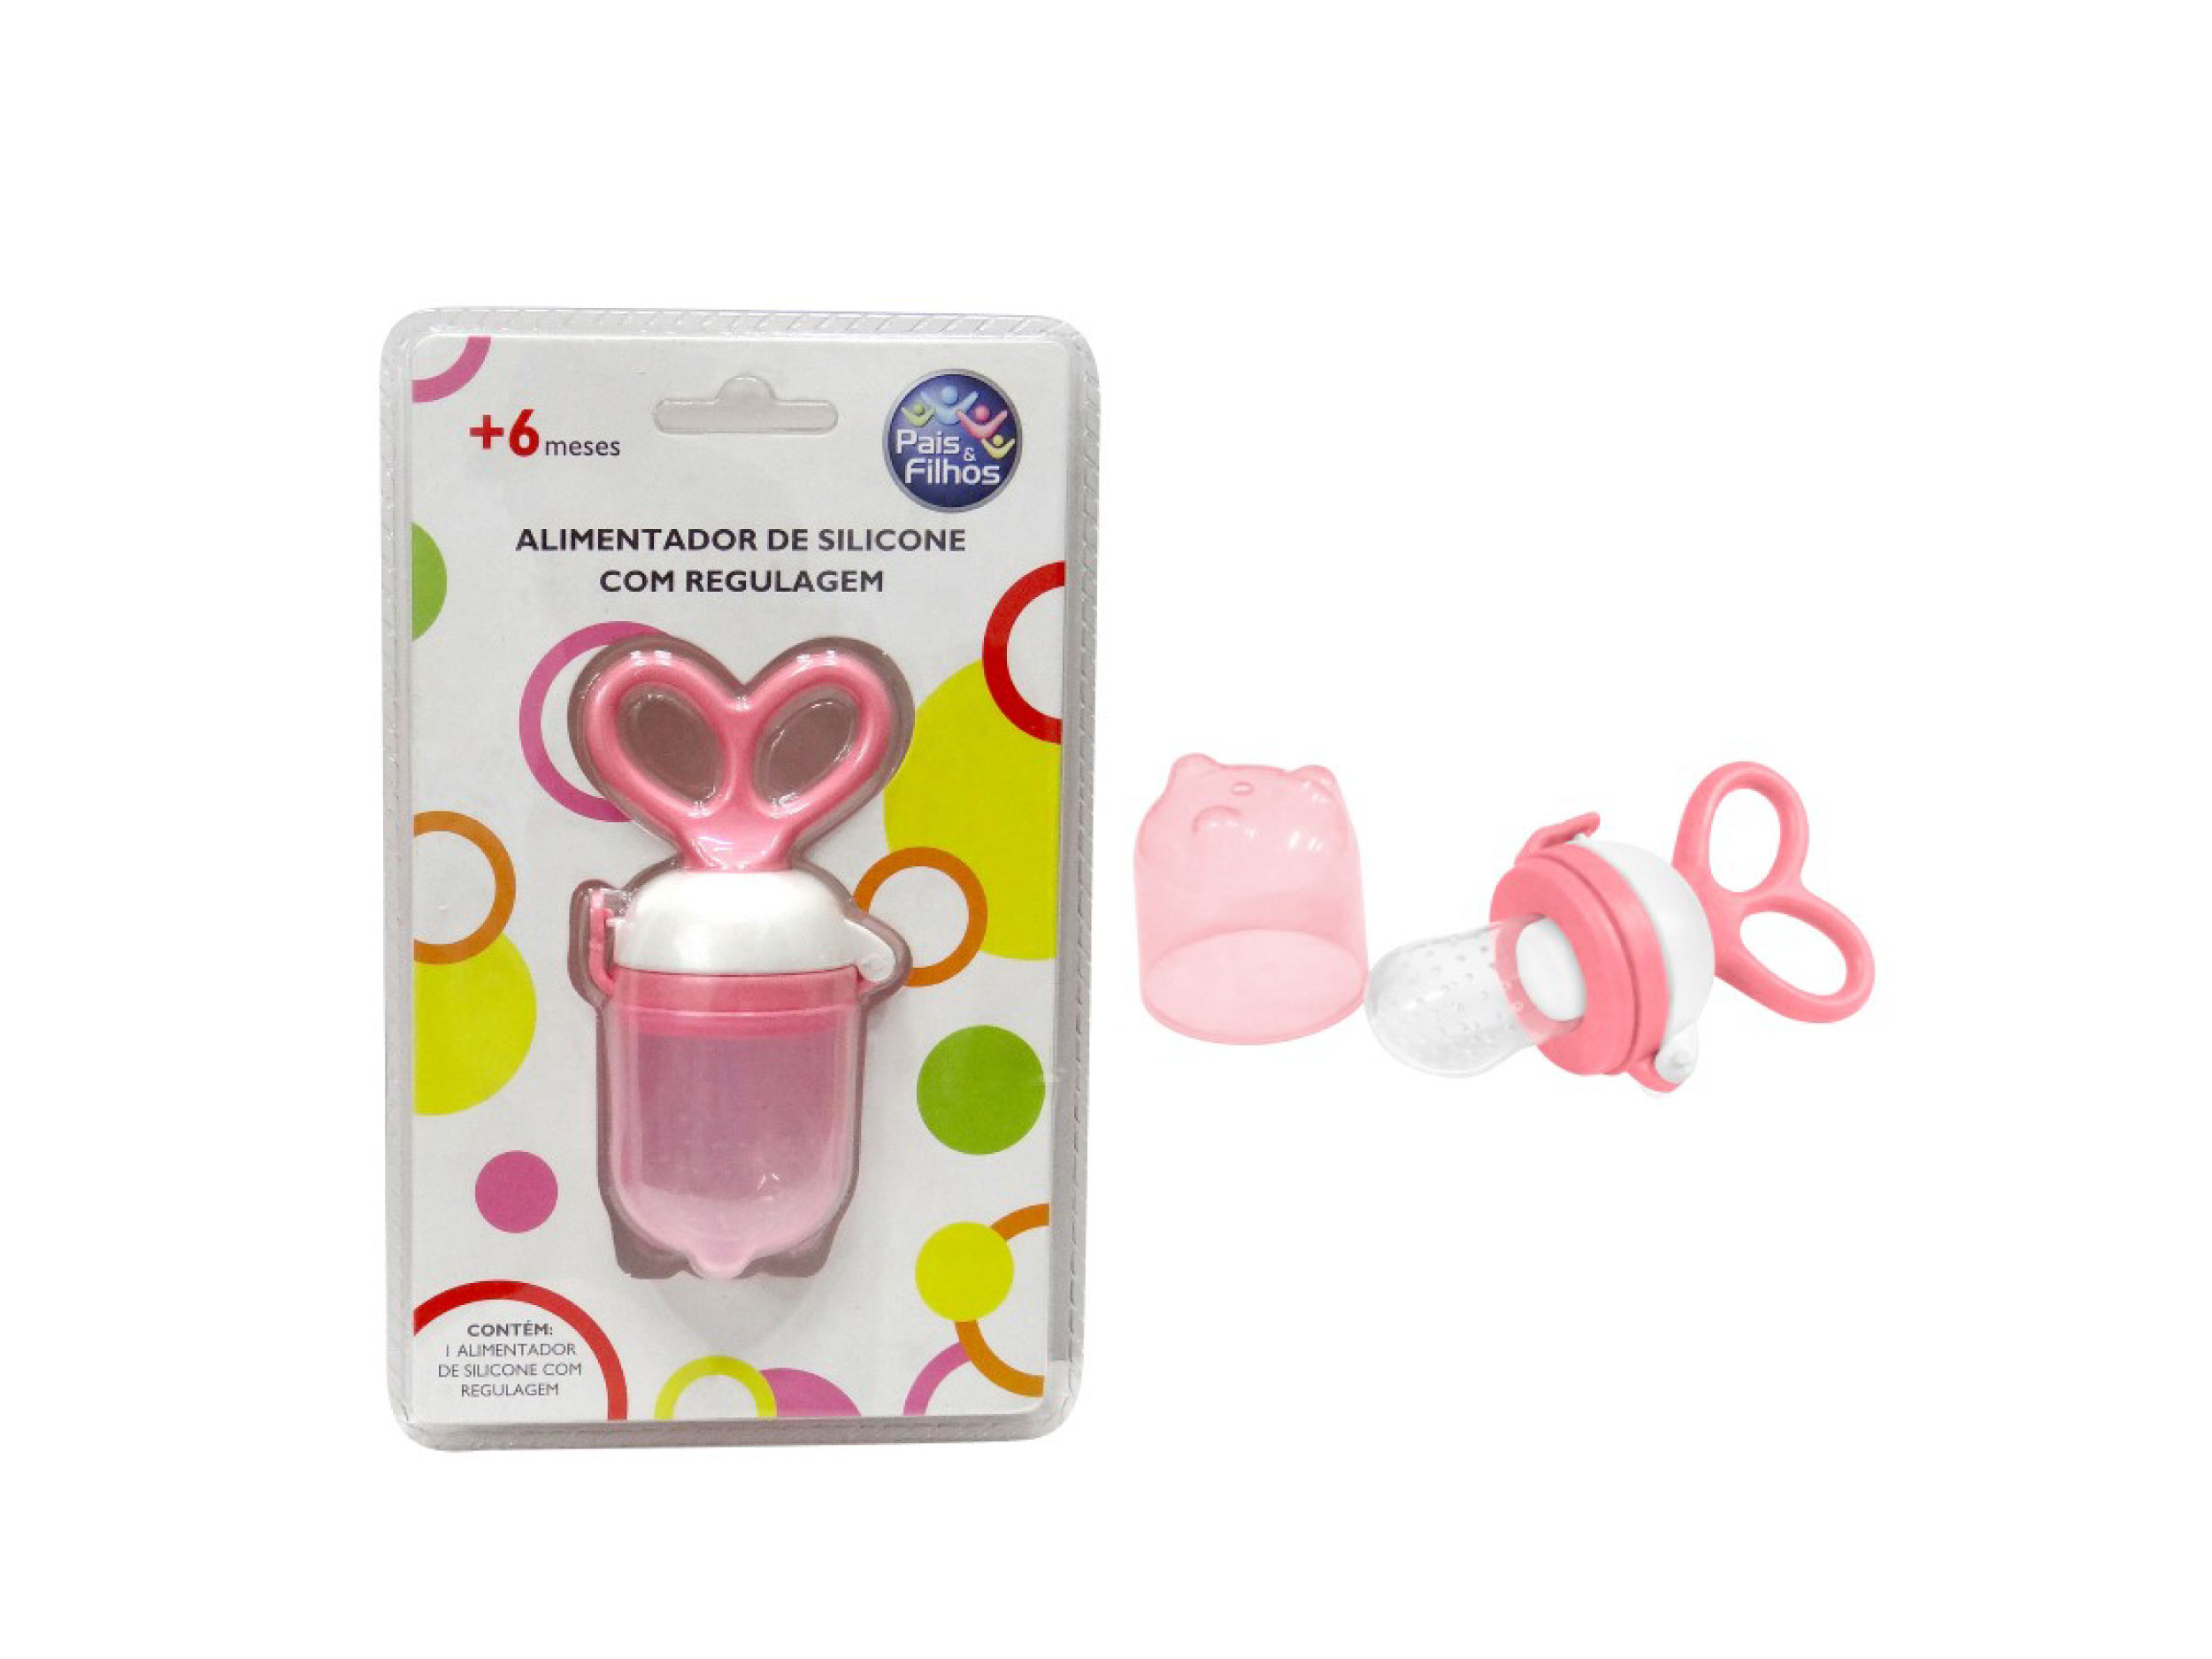 +6 meses
Pais
&
Filhos
ALIMENTADOR DE SILICONE
COM REGULAGEM
CONTÉM:
1 ALIMENTADOR
DE SILICONE COM
REGULAGEM